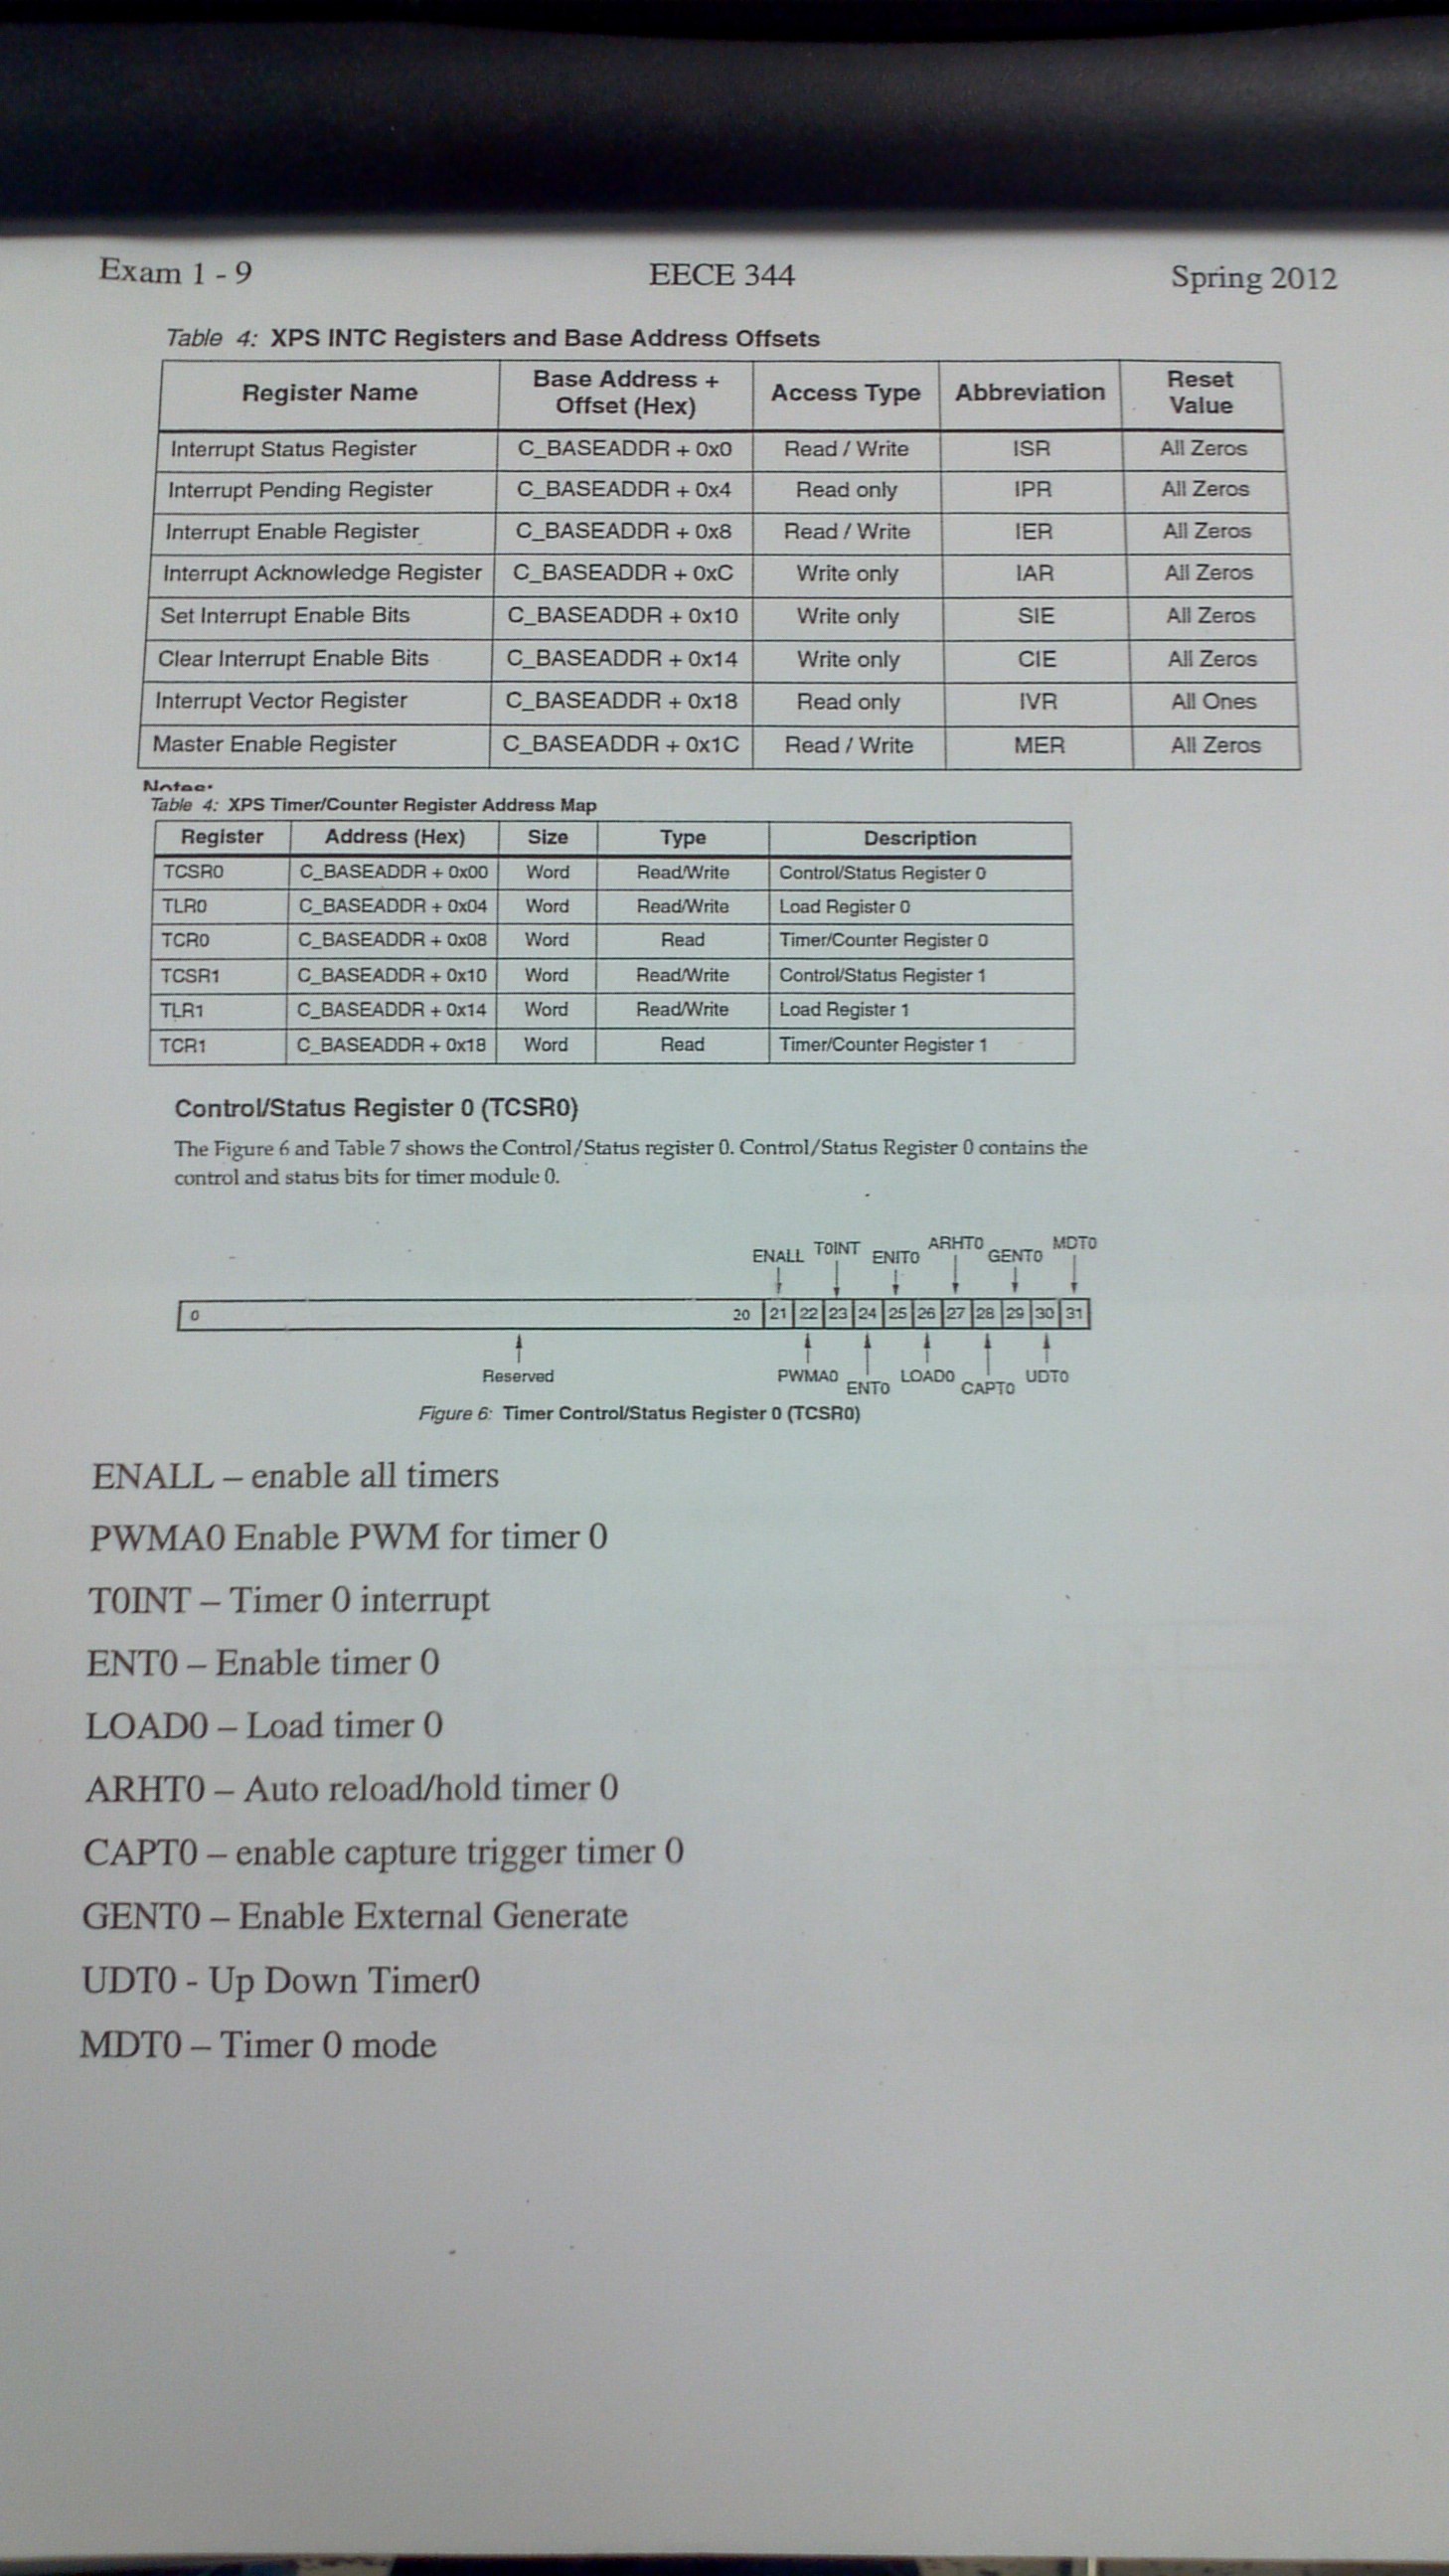 Exam 1 - 9 EECE 344 Spring 2012
Table 4: XPS INTC Registers and Base Address Offsets
Register Name Base Address + Offset (Hex) Access Type Abbreviation Reset Value
Interrupt Status Register C_BASEADDR + 0x0 Read / Write ISR All Zeros
Interrupt Pending Register C_BASEADDR + 0x4 Read only IPR All Zeros
Interrupt Enable Register C_BASEADDR + 0x8 Read / Write IER All Zeros
Interrupt Acknowledge Register C_BASEADDR + 0xC Write only IAR All Zeros
Set Interrupt Enable Bits C_BASEADDR + 0x10 Write only SIE All Zeros
Clear Interrupt Enable Bits C_BASEADDR + 0x14 Write only CIE All Zeros
Interrupt Vector Register C_BASEADDR + 0x18 Read only IVR All Ones
Master Enable Register C_BASEADDR + 0x1C Read / Write MER All Zeros
Notes:
Table 4: XPS Timer/Counter Register Address Map
Register Address (Hex) Size Type Description
TCSR0 C_BASEADDR + 0x00 Word Read/Write Control/Status Register 0
TLR0 C_BASEADDR + 0x04 Word Read/Write Load Register 0
TCR0 C_BASEADDR + 0x08 Word Read Timer/Counter Register 0
TCSR1 C_BASEADDR + 0x10 Word Read/Write Control/Status Register 1
TLR1 C_BASEADDR + 0x14 Word Read/Write Load Register 1
TCR1 C_BASEADDR + 0x18 Word Read Timer/Counter Register 1
Control/Status Register 0 (TCSR0)
The Figure 6 and Table 7 shows the Control/Status register 0. Control/Status Register 0 contains the
control and status bits for timer module 0.
ENALL T0INT ENIT0 ARHT0 GENT0 MDT0
0 20 21 22 23 24 25 26 27 28 29 30 31
Reserved PWMA0 ENT0 LOAD0 CAPT0 UDT0
Figure 6: Timer Control/Status Register 0 (TCSR0)
ENALL – enable all timers
PWMA0 Enable PWM for timer 0
T0INT – Timer 0 interrupt
ENT0 – Enable timer 0
LOAD0 – Load timer 0
ARHT0 – Auto reload/hold timer 0
CAPT0 – enable capture trigger timer 0
GENT0 – Enable External Generate
UDT0 - Up Down Timer0
MDT0 – Timer 0 mode